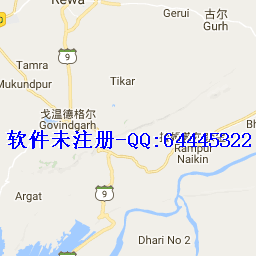 Rewa
Gerui
古尔
Gurh
9
Tamra
Mukundpur
Tikar
戈温德格尔
Govindgarh
软件未注册-QQ:64445322
Rampur
Naikin
Argat
9
Dhari No 2